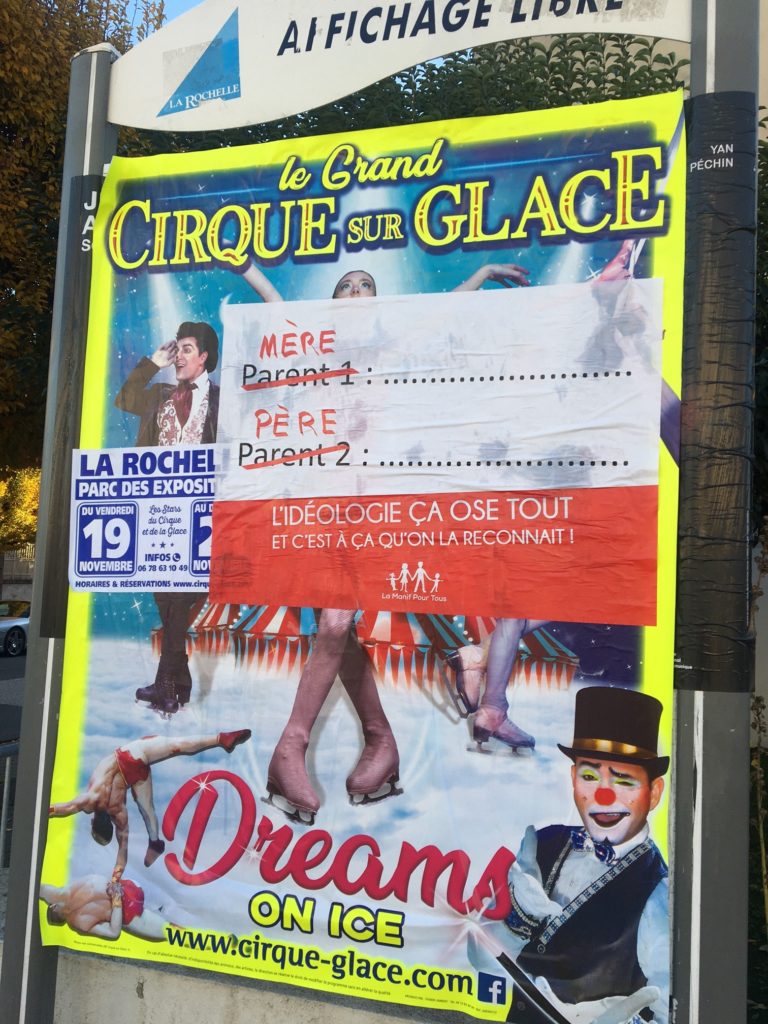 AFFICHAGE LIBRE
LA ROCHELLE
YAN
PÉCHIN
le Grand
CIRQUE SUR GLACE
MÈRE
Parent 1 : ..............................
PÈRE
Parent 2 : ..............................
L'IDÉOLOGIE ÇA OSE TOUT
ET C'EST À ÇA QU'ON LA RECONNAIT !
La Manif Pour Tous
LA ROCHEL
PARC DES EXPOSIT
DU VENDREDI
19
NOVEMBRE
Les Stars
du Cirque
et de la Glace
INFOS
06 78 63 10 49
AU D
2
NOV
HORAIRES & RÉSERVATIONS www.cirq
Dreams
ON ICE
www.cirque-glace.com
f